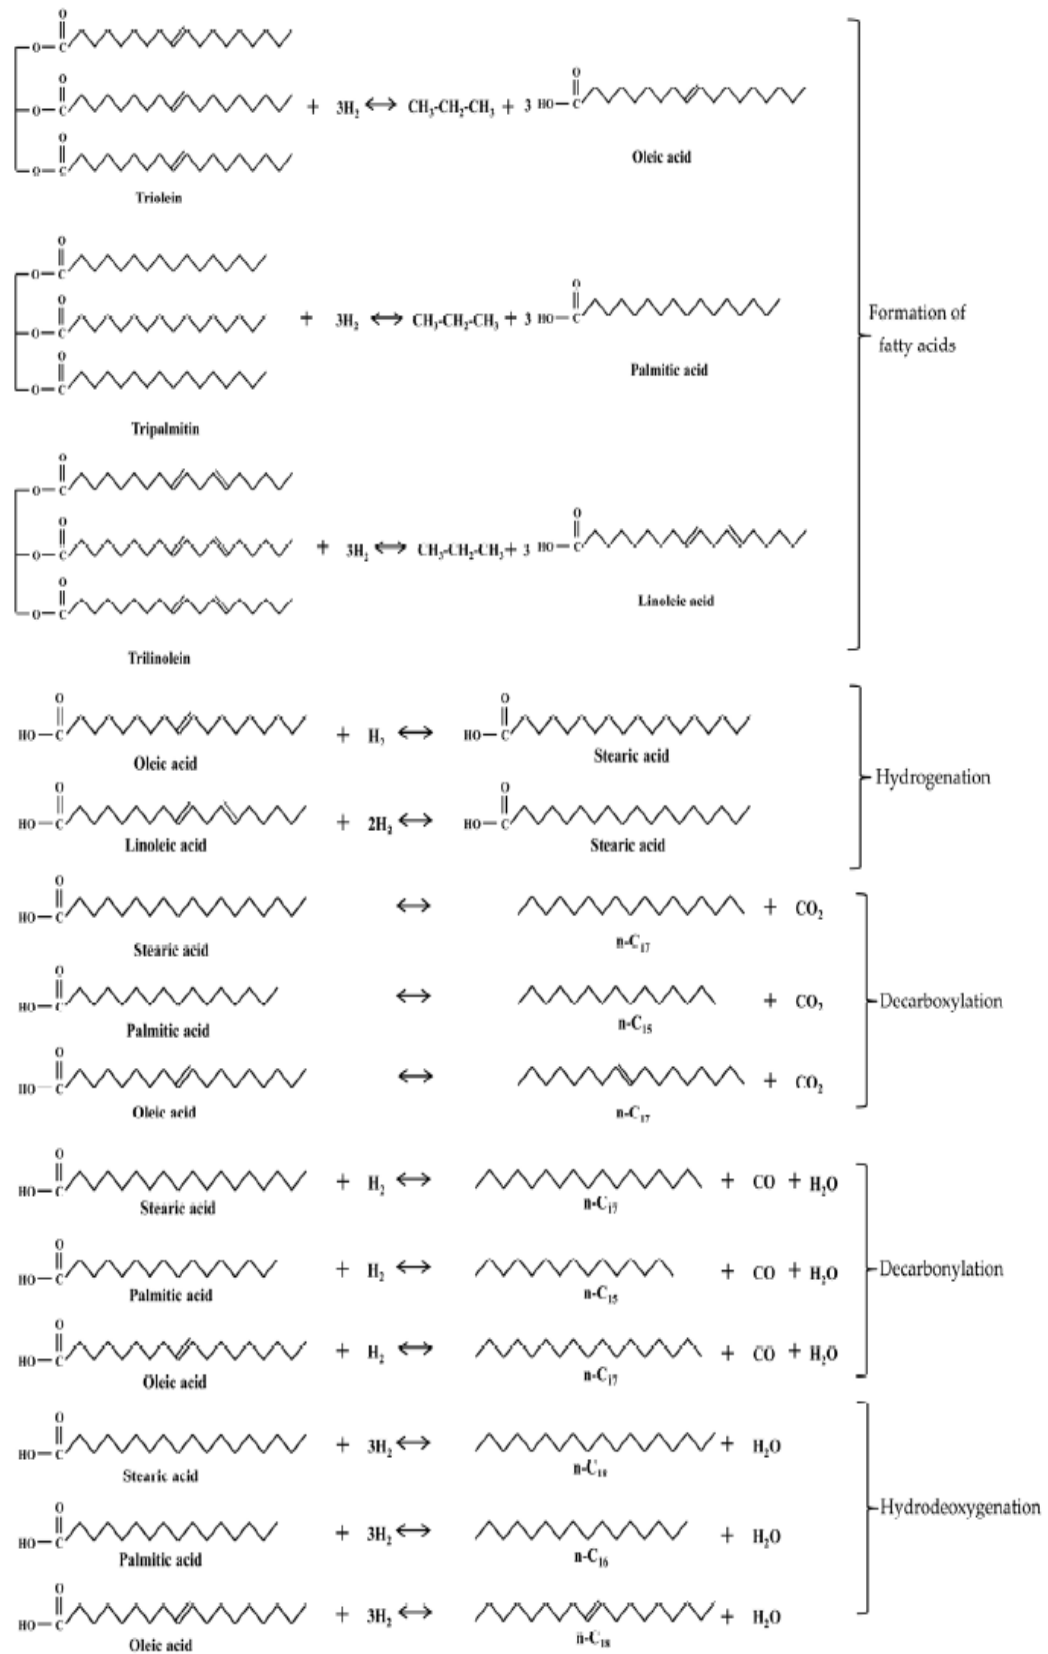 O
O
O
O
—O—C
—O—C + 3H2 ⟷ CH3-CH2-CH3 + 3 HO—C
—O—C
Oleic acid
Triolein
O
O
O
O
—O—C
—O—C + 3H2 ⟷ CH3-CH2-CH3 + 3 HO—C
—O—C
Formation of
fatty acids
Palmitic acid
Tripalmitin
O
O
O
O
—O—C
—O—C + 3H2 ⟷ CH3-CH2-CH3 + 3 HO—C
—O—C
Linoleic acid
Trilinolein
O O
HO—C + H2 ⟷ HO—C
Oleic acid Stearic acid
Hydrogenation
O O
HO—C + 2H2 ⟷ HO—C
Linoleic acid Stearic acid
O
HO—C ⟷ + CO2
Stearic acid n-C17
O
HO—C ⟷ + CO2
Decarboxylation
Palmitic acid n-C15
O
HO—C ⟷ + CO2
Oleic acid n-C17
O
HO—C + H2 ⟷ + CO + H2O
Stearic acid n-C17
O
HO—C + H2 ⟷ + CO + H2O
Decarbonylation
Palmitic acid n-C15
O
HO—C + H2 ⟷ + CO + H2O
Oleic acid n-C17
O
HO—C + 3H2 ⟷ + H2O
Stearic acid n-C18
O
Hydrodeoxygenation
HO—C + 3H2 ⟷ + H2O
Palmitic acid n-C16
O
HO—C + 3H2 ⟷ + H2O
Oleic acid n-C18